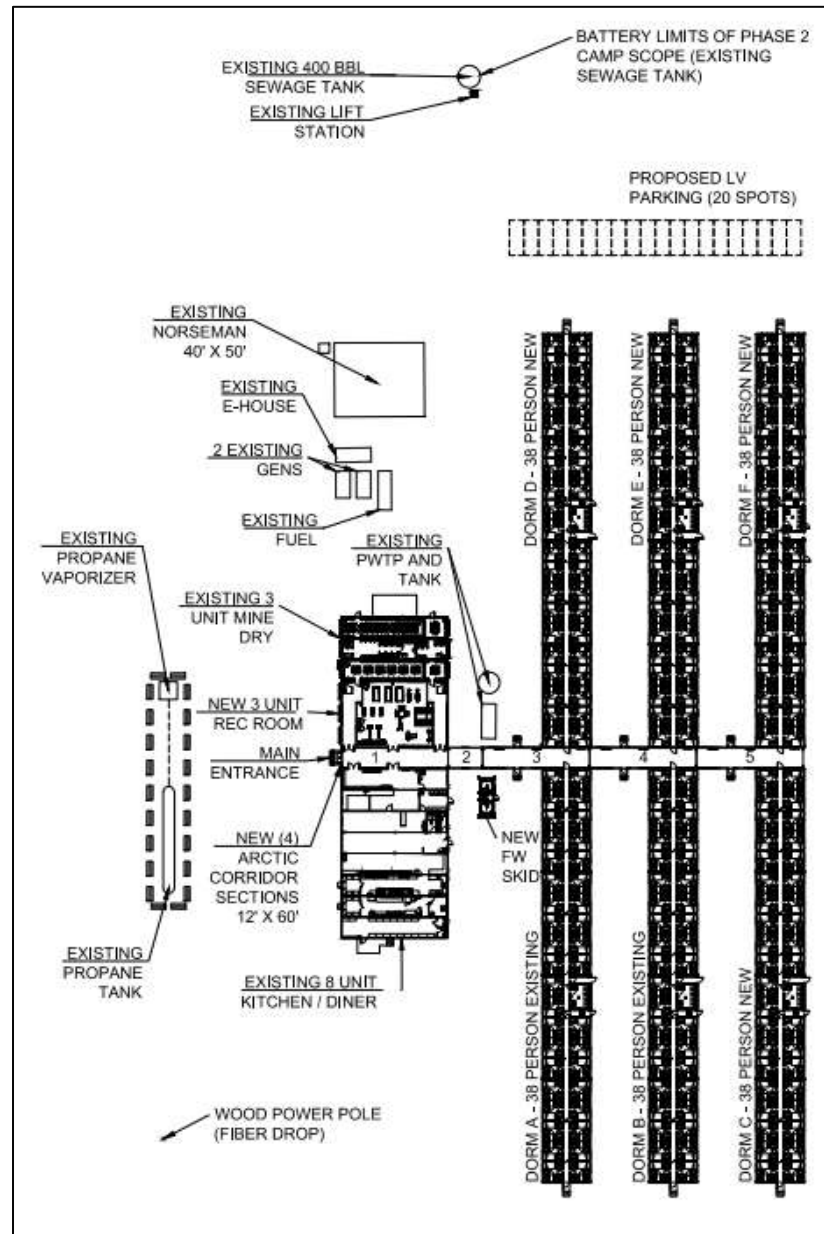 EXISTING 400 BBL
SEWAGE TANK
BATTERY LIMITS OF PHASE 2
CAMP SCOPE (EXISTING
SEWAGE TANK)
EXISTING LIFT
STATION
PROPOSED LV
PARKING (20 SPOTS)
EXISTING
NORSEMAN
40' X 50'
EXISTING
E-HOUSE
2 EXISTING
GENS
EXISTING
FUEL
DORM D - 38 PERSON NEW
DORM E - 38 PERSON NEW
DORM F - 38 PERSON NEW
EXISTING
PROPANE
VAPORIZER
EXISTING
PWTP AND
TANK
EXISTING 3
UNIT MINE
DRY
NEW 3 UNIT
REC ROOM
MAIN
ENTRANCE
1
2
3
4
5
NEW (4)
ARCTIC
CORRIDOR
SECTIONS
12' X 60'
NEW
FW
SKID
EXISTING
PROPANE
TANK
EXISTING 8 UNIT
KITCHEN / DINER
DORM A - 38 PERSON EXISTING
DORM B - 38 PERSON EXISTING
DORM C - 38 PERSON NEW
WOOD POWER POLE
(FIBER DROP)